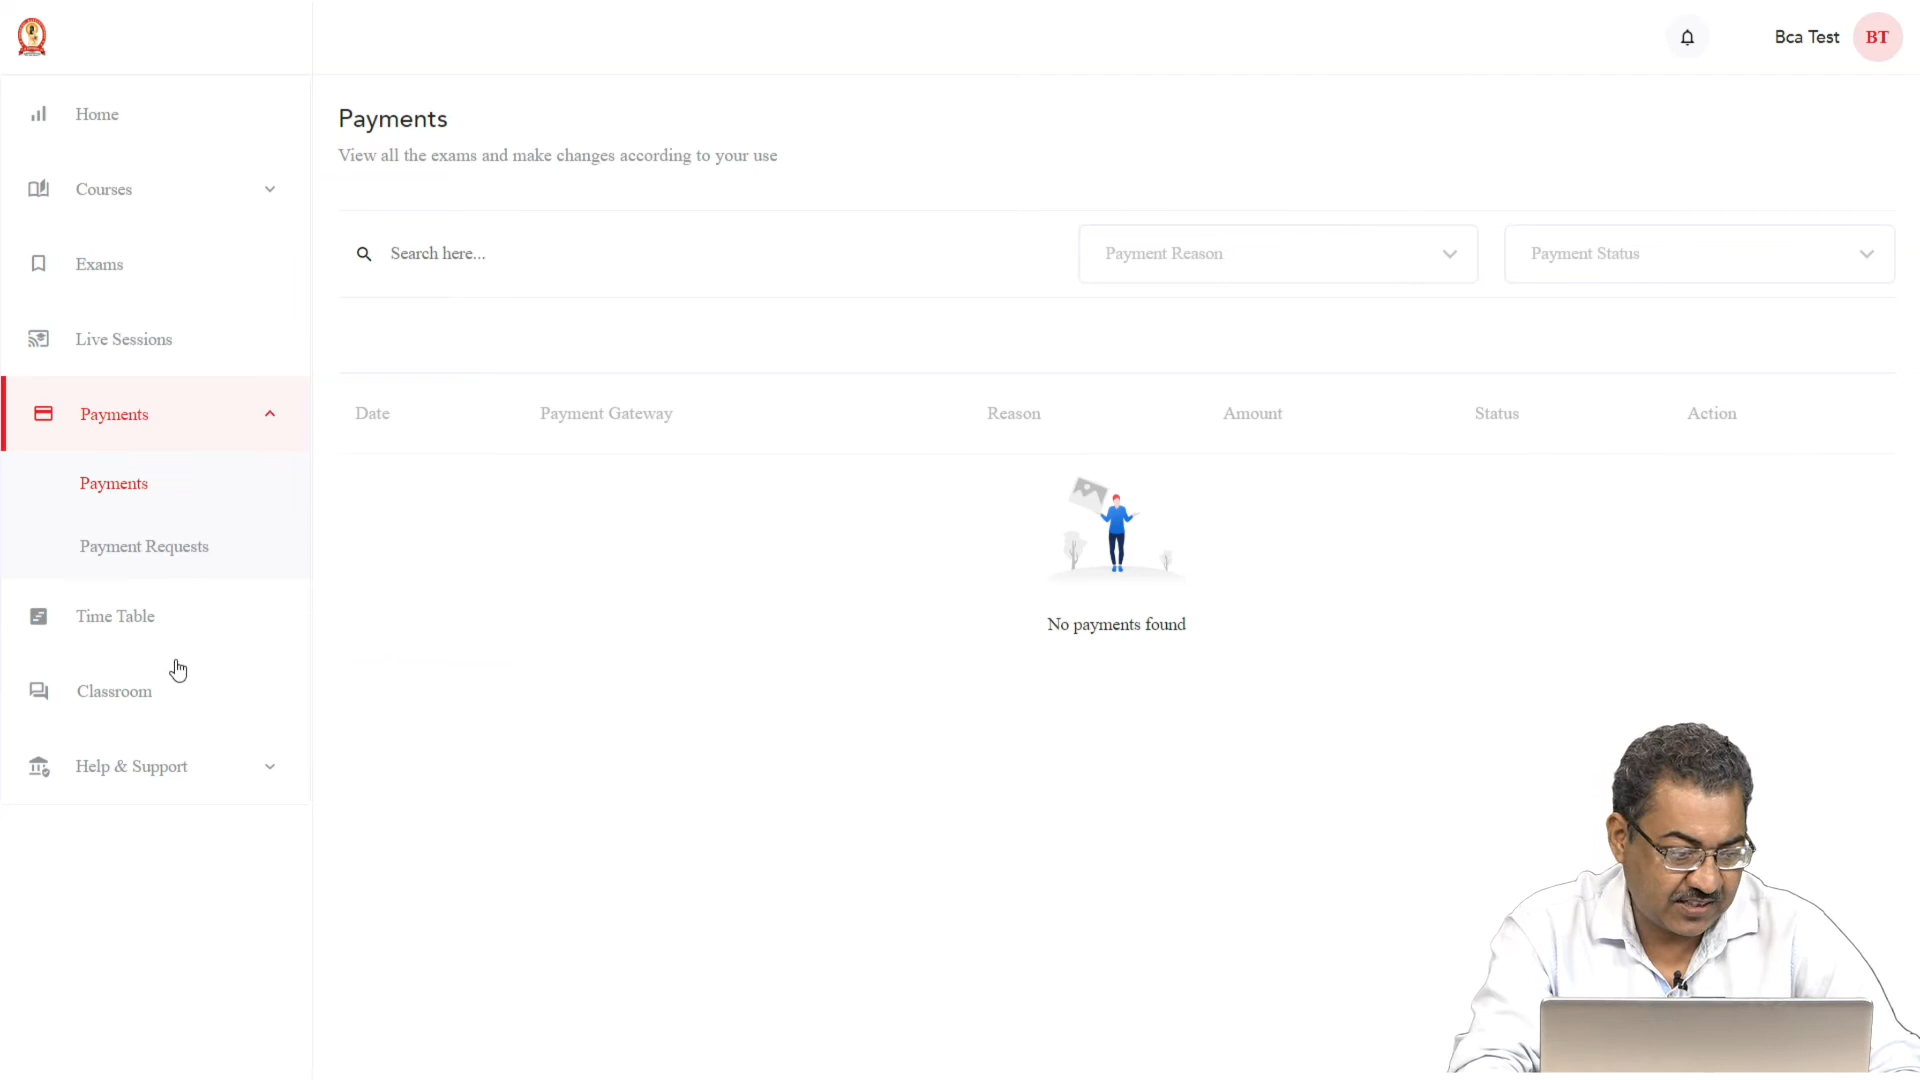 Bca Test
BT
Home
Courses
Exams
Live Sessions
Payments
Payments
Payment Requests
Time Table
Classroom
Help & Support
Payments
View all the exams and make changes according to your use
Search here...
Payment Reason
Payment Status
Date Payment Gateway Reason Amount Status Action
No payments found